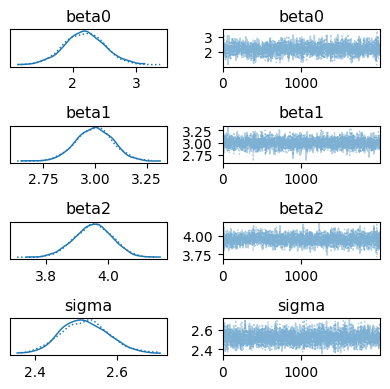 beta0 beta0
3
2
2 3 0 1000
beta1 beta1
3.25
3.00
2.75
2.75 3.00 3.25 0 1000
beta2 beta2
4.00
3.75
3.8 4.0 0 1000
sigma sigma
2.6
2.4
2.4 2.6 0 1000